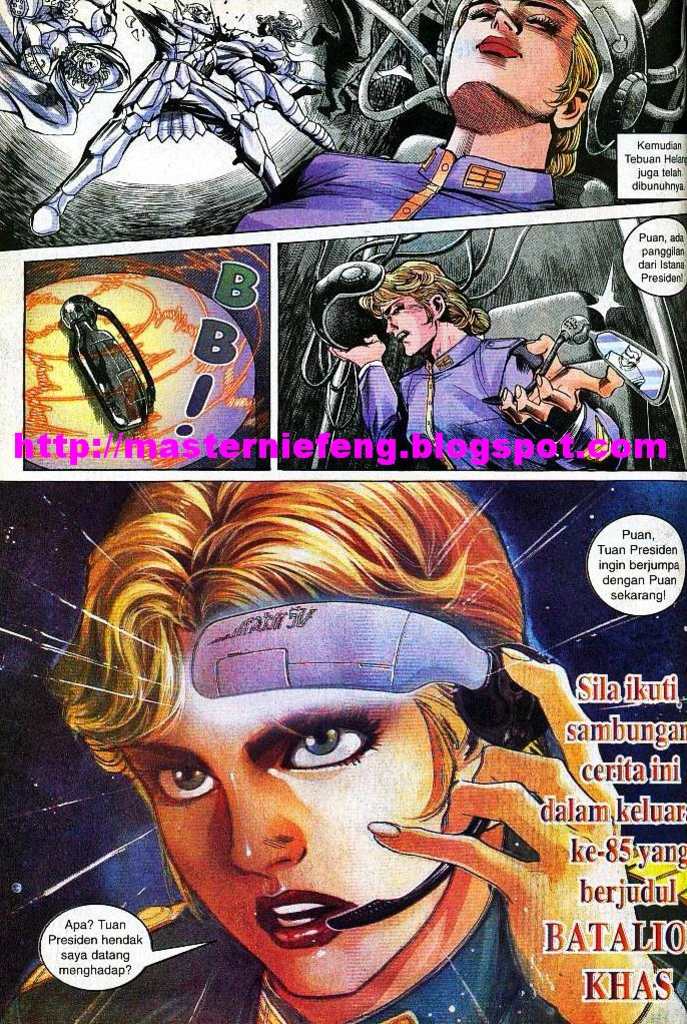 Kemudian
Tebuan Helang
juga telah
dibunuhnya.
Puan, ada
panggilan
dari Istana
Presiden!
B
B
!.
http://masterniefeng.blogspot.com
Puan,
Tuan Presiden
ingin berjumpa
dengan Puan
sekarang!
Sila ikuti
sambungan
cerita ini
dalam keluara
ke-85 yang
berjudul
BATALIO
KHAS
Apa? Tuan
Presiden hendak
saya datang
menghadap?